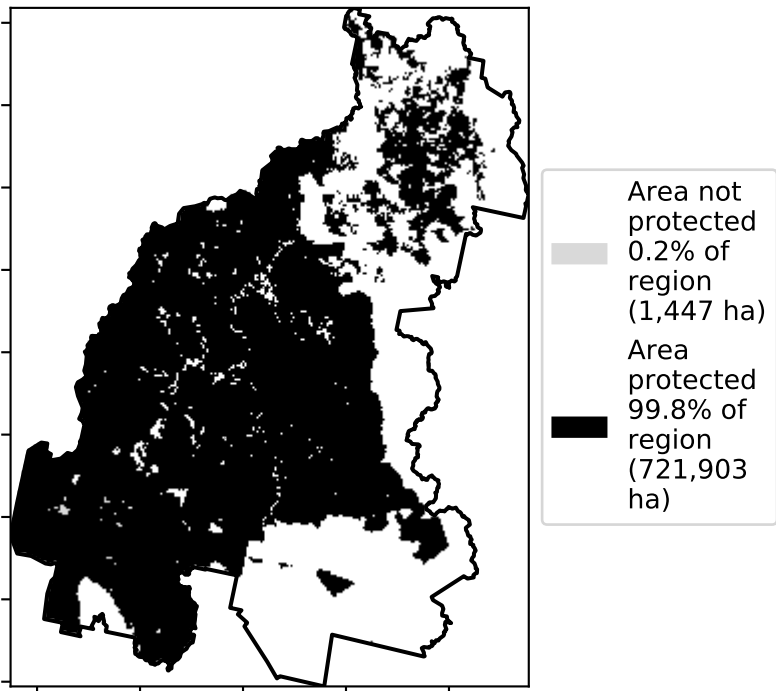 Area not
protected
0.2% of
region
(1,447 ha)
Area
protected
99.8% of
region
(721,903
ha)